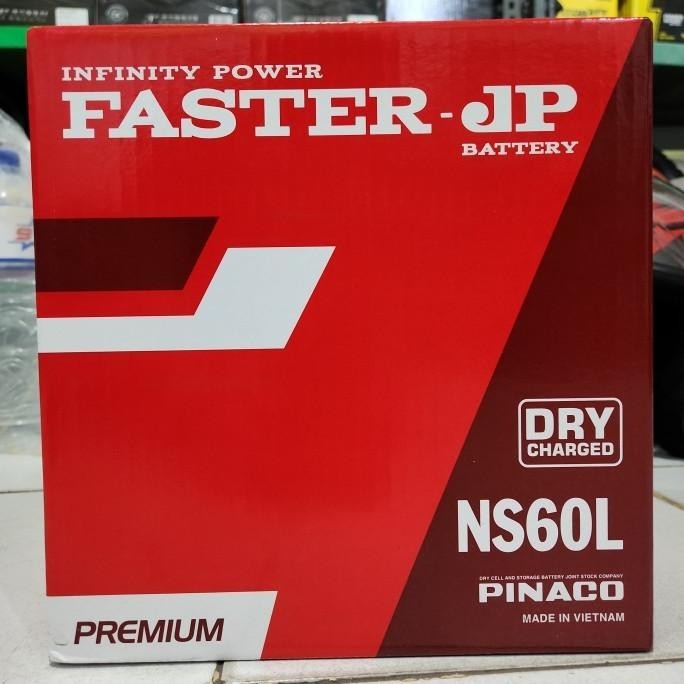 INFINITY POWER
FASTER-JP
BATTERY
DRY
CHARGED
NS60L
DRY CELL AND STORAGE BATTERY JOINT STOCK COMPANY
PINACO
MADE IN VIETNAM
PREMIUM